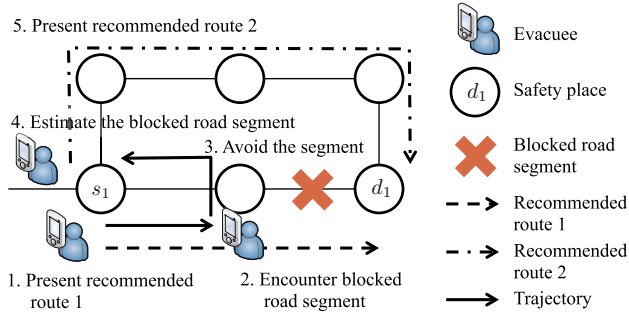 5. Present recommended route 2
4. Estimate the blocked road segment
3. Avoid the segment
s1
d1
1. Present recommended
route 1
2. Encounter blocked
road segment
Evacuee
d1
Safety place
Blocked road
segment
Recommended
route 1
Recommended
route 2
Trajectory